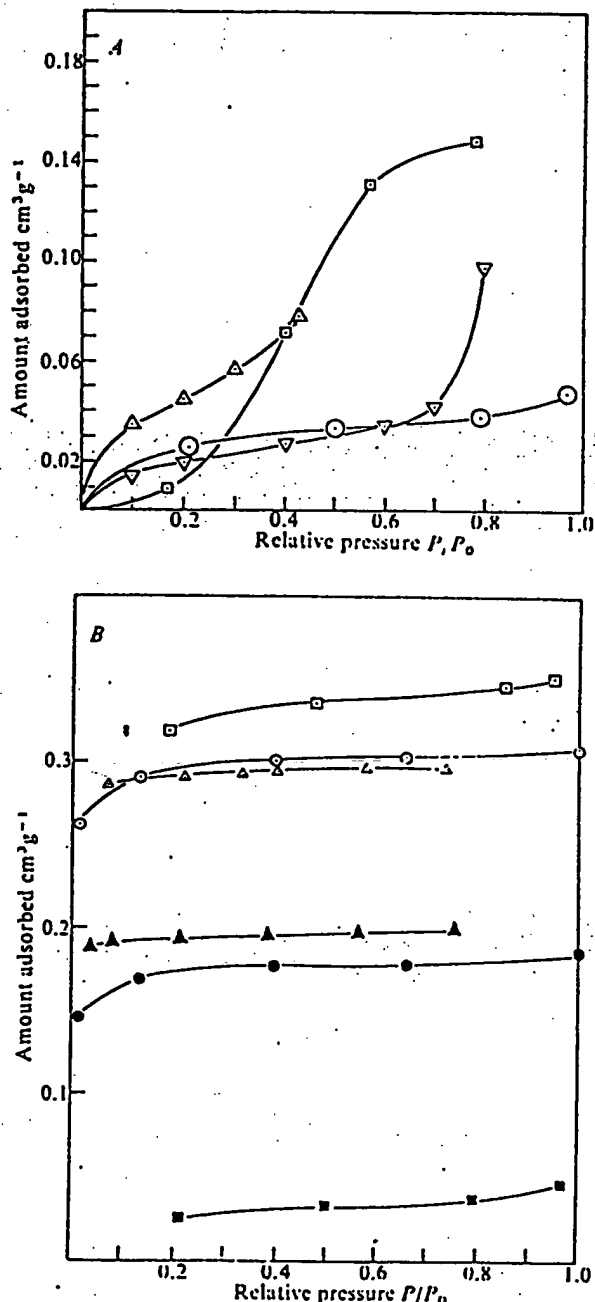 A
0.18
0.14
0.10
0.06
0.02
Amount adsorbed cm³g⁻¹
0.2 0.4 0.6 0.8 1.0
Relative pressure P, P₀
B
0.3
0.2
0.1
Amount adsorbed cm³g⁻¹
0.2 0.4 0.6 0.8 1.0
Relative pressure P/P₀